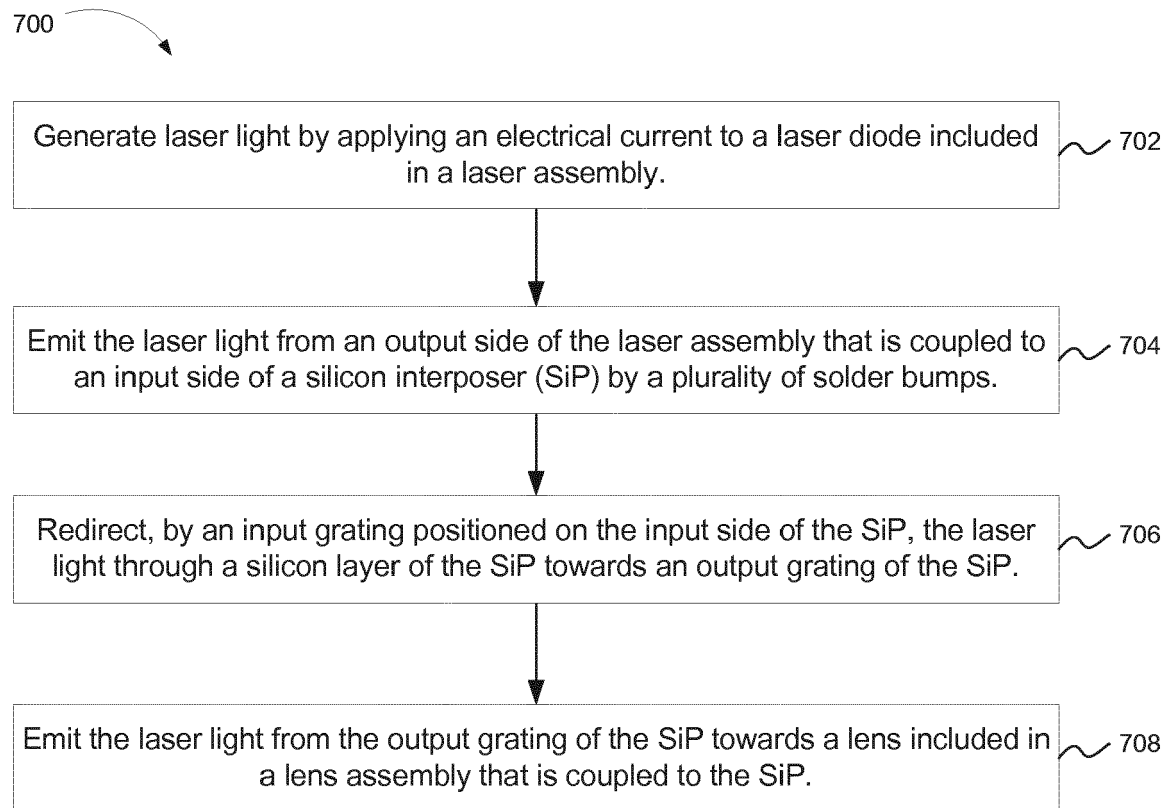 700
Generate laser light by applying an electrical current to a laser diode included
in a laser assembly.
702
Emit the laser light from an output side of the laser assembly that is coupled to
an input side of a silicon interposer (SiP) by a plurality of solder bumps.
704
Redirect, by an input grating positioned on the input side of the SiP, the laser
light through a silicon layer of the SiP towards an output grating of the SiP.
706
Emit the laser light from the output grating of the SiP towards a lens included in
a lens assembly that is coupled to the SiP.
708